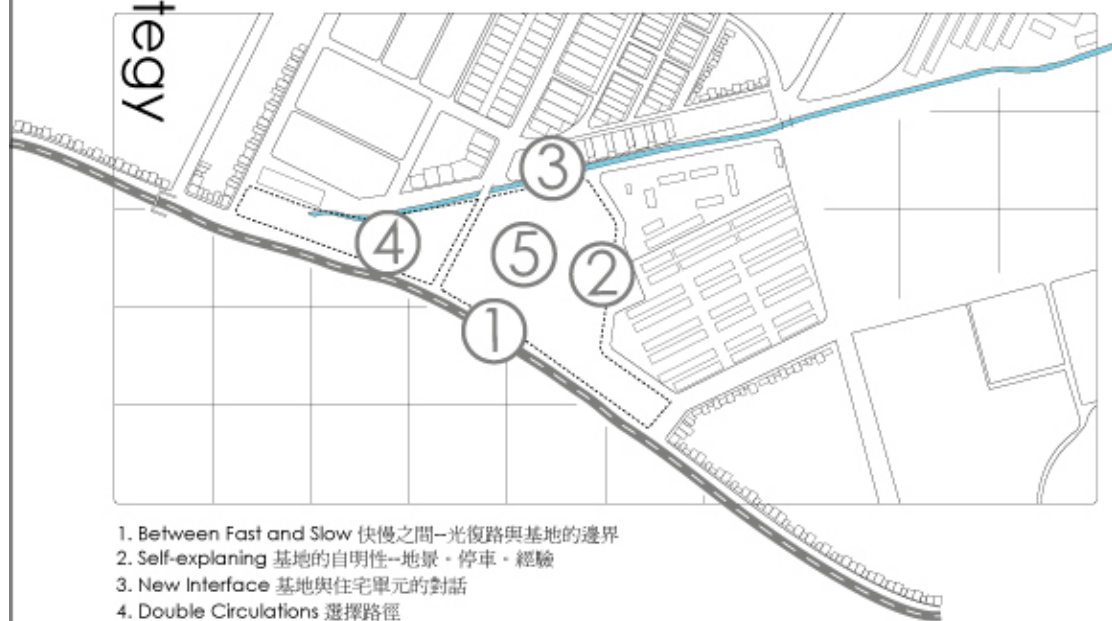 tegy
3
4
5
2
1
1. Between Fast and Slow 快慢之間--光復路與基地的邊界
2. Self-explaning 基地的自明性--地景。停車。經驗
3. New Interface 基地與住宅單元的對話
4. Double Circulations 選擇路徑